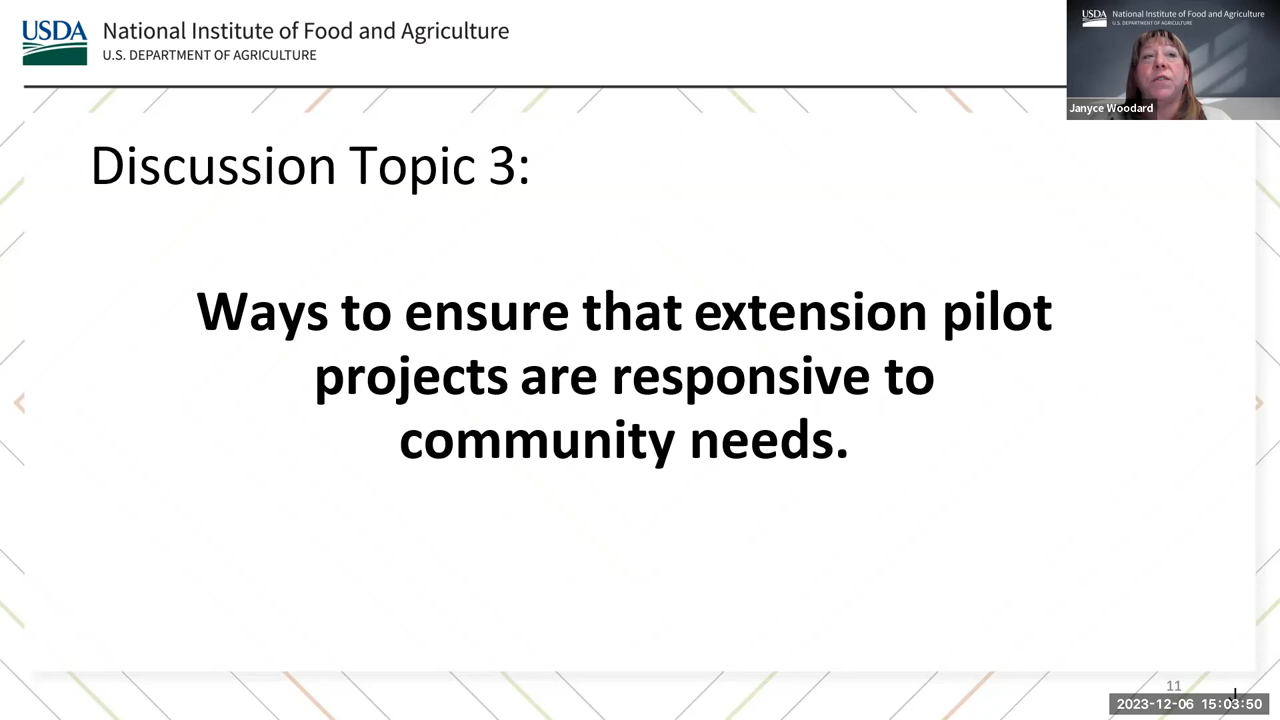 USDA
National Institute of Food and Agriculture
U.S. DEPARTMENT OF AGRICULTURE
USDA
National Institute of Food and Agriculture
U.S. DEPARTMENT OF AGRICULTURE
Janyce Woodard
Discussion Topic 3:
Ways to ensure that extension pilot
projects are responsive to
community needs.
11
2023-12-06 15:03:50